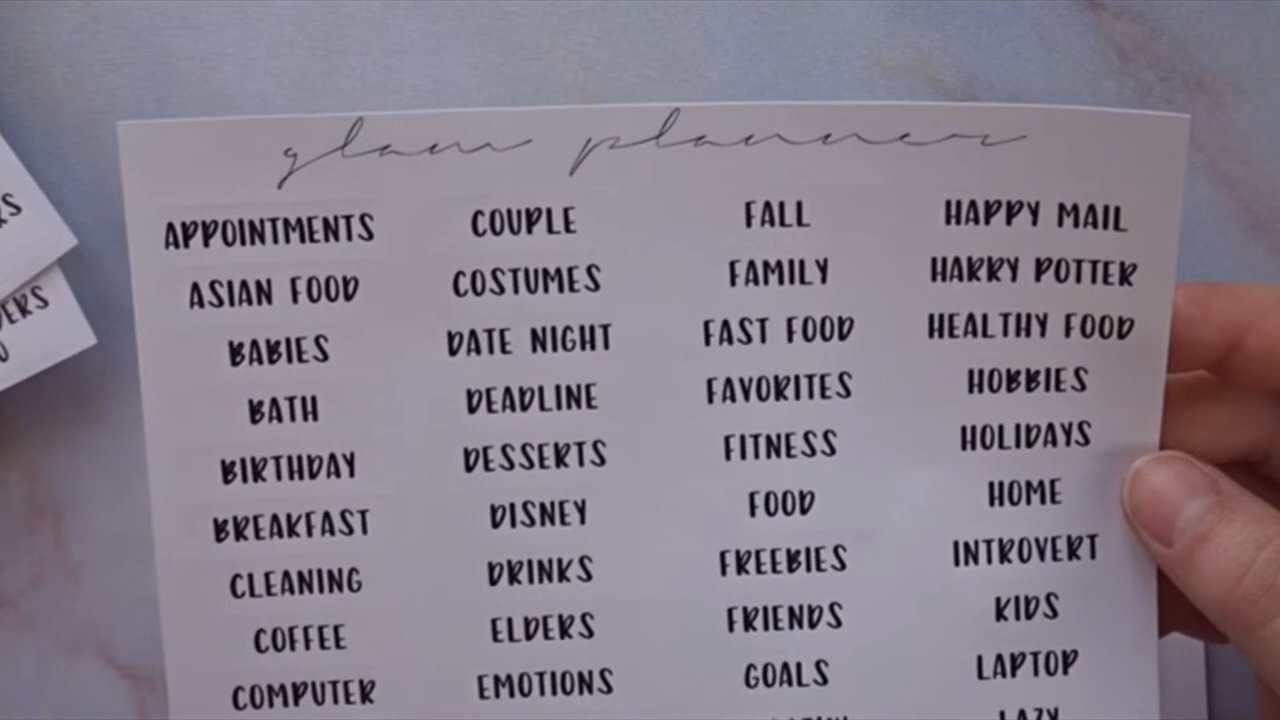 glam planner
APPOINTMENTS
ASIAN FOOD
BABIES
BATH
BIRTHDAY
BREAKFAST
CLEANING
COFFEE
COMPUTER
COUPLE
COSTUMES
DATE NIGHT
DEADLINE
DESSERTS
DISNEY
DRINKS
ELDERS
EMOTIONS
FALL
FAMILY
FAST FOOD
FAVORITES
FITNESS
FOOD
FREEBIES
FRIENDS
GOALS
HAPPY MAIL
HARRY POTTER
HEALTHY FOOD
HOBBIES
HOLIDAYS
HOME
INTROVERT
KIDS
LAPTOP
LAZY